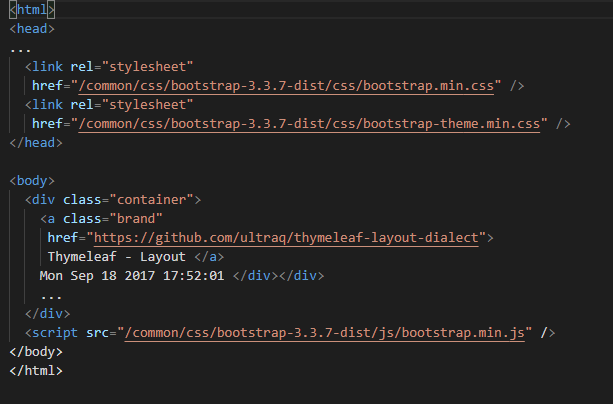 <html>
<head>
...
<link rel="stylesheet"
href="/common/css/bootstrap-3.3.7-dist/css/bootstrap.min.css" />
<link rel="stylesheet"
href="/common/css/bootstrap-3.3.7-dist/css/bootstrap-theme.min.css" />
</head>
<body>
<div class="container">
<a class="brand"
href="https://github.com/ultraq/thymeleaf-layout-dialect">
Thymeleaf - Layout </a>
Mon Sep 18 2017 17:52:01 </div></div>
...
</div>
<script src="/common/css/bootstrap-3.3.7-dist/js/bootstrap.min.js" />
</body>
</html>